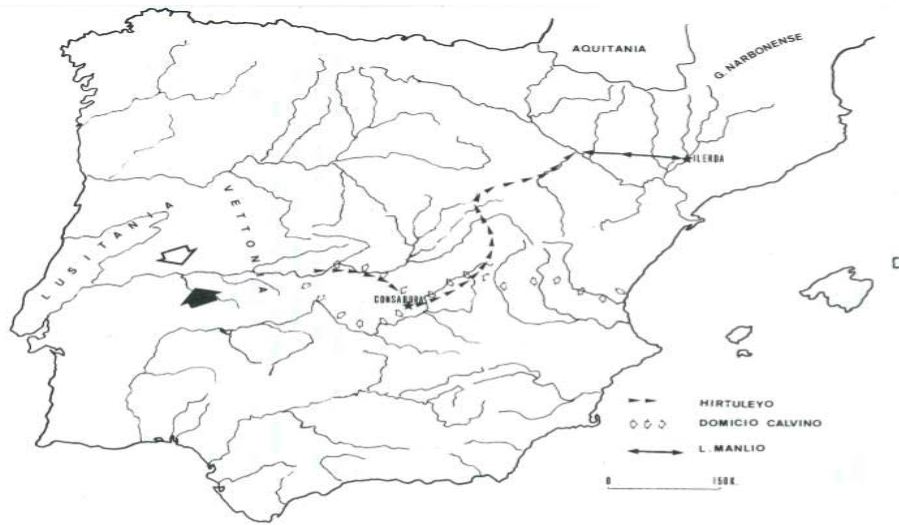 AQUITANIA
G. NARBONENSE
ILERDA
VETTONIA
LUSITANIA
CONSABURA
HIRTULEYO
DOMICIO CALVINO
L. MANLIO
0 150K.